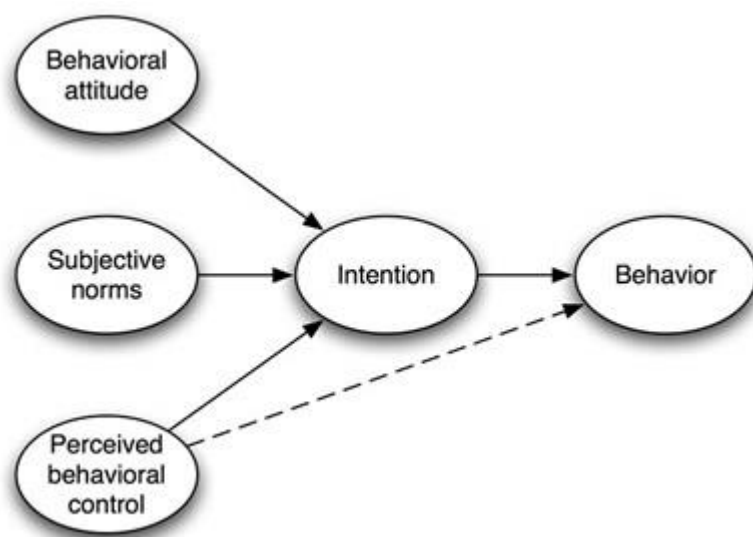 Behavioral
attitude
Subjective
norms
Intention
Behavior
Perceived
behavioral
control